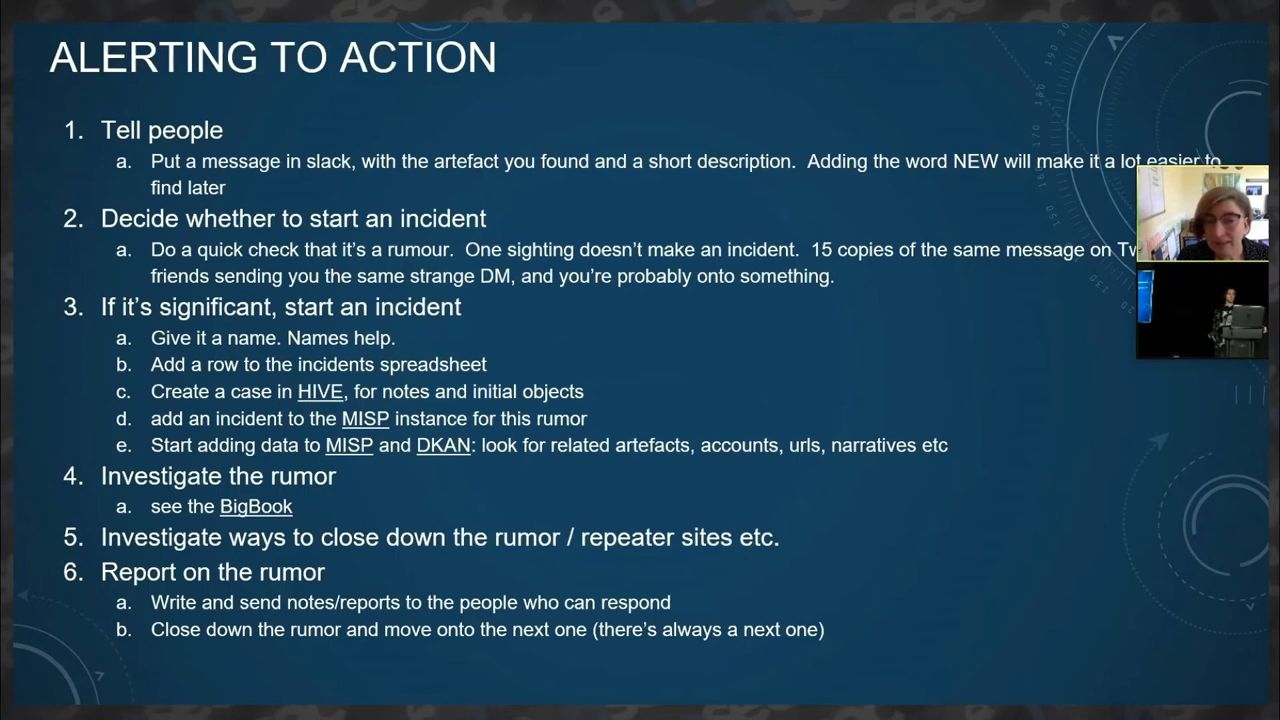 ALERTING TO ACTION
1. Tell people
a. Put a message in slack, with the artefact you found and a short description. Adding the word NEW will make it a lot easier to
find later
2. Decide whether to start an incident
a. Do a quick check that it's a rumour. One sighting doesn't make an incident. 15 copies of the same message on Tw
friends sending you the same strange DM, and you're probably onto something.
3. If it's significant, start an incident
a. Give it a name. Names help.
b. Add a row to the incidents spreadsheet
c. Create a case in HIVE, for notes and initial objects
d. add an incident to the MISP instance for this rumor
e. Start adding data to MISP and DKAN: look for related artefacts, accounts, urls, narratives etc
4. Investigate the rumor
a. see the BigBook
5. Investigate ways to close down the rumor / repeater sites etc.
6. Report on the rumor
a. Write and send notes/reports to the people who can respond
b. Close down the rumor and move onto the next one (there's always a next one)